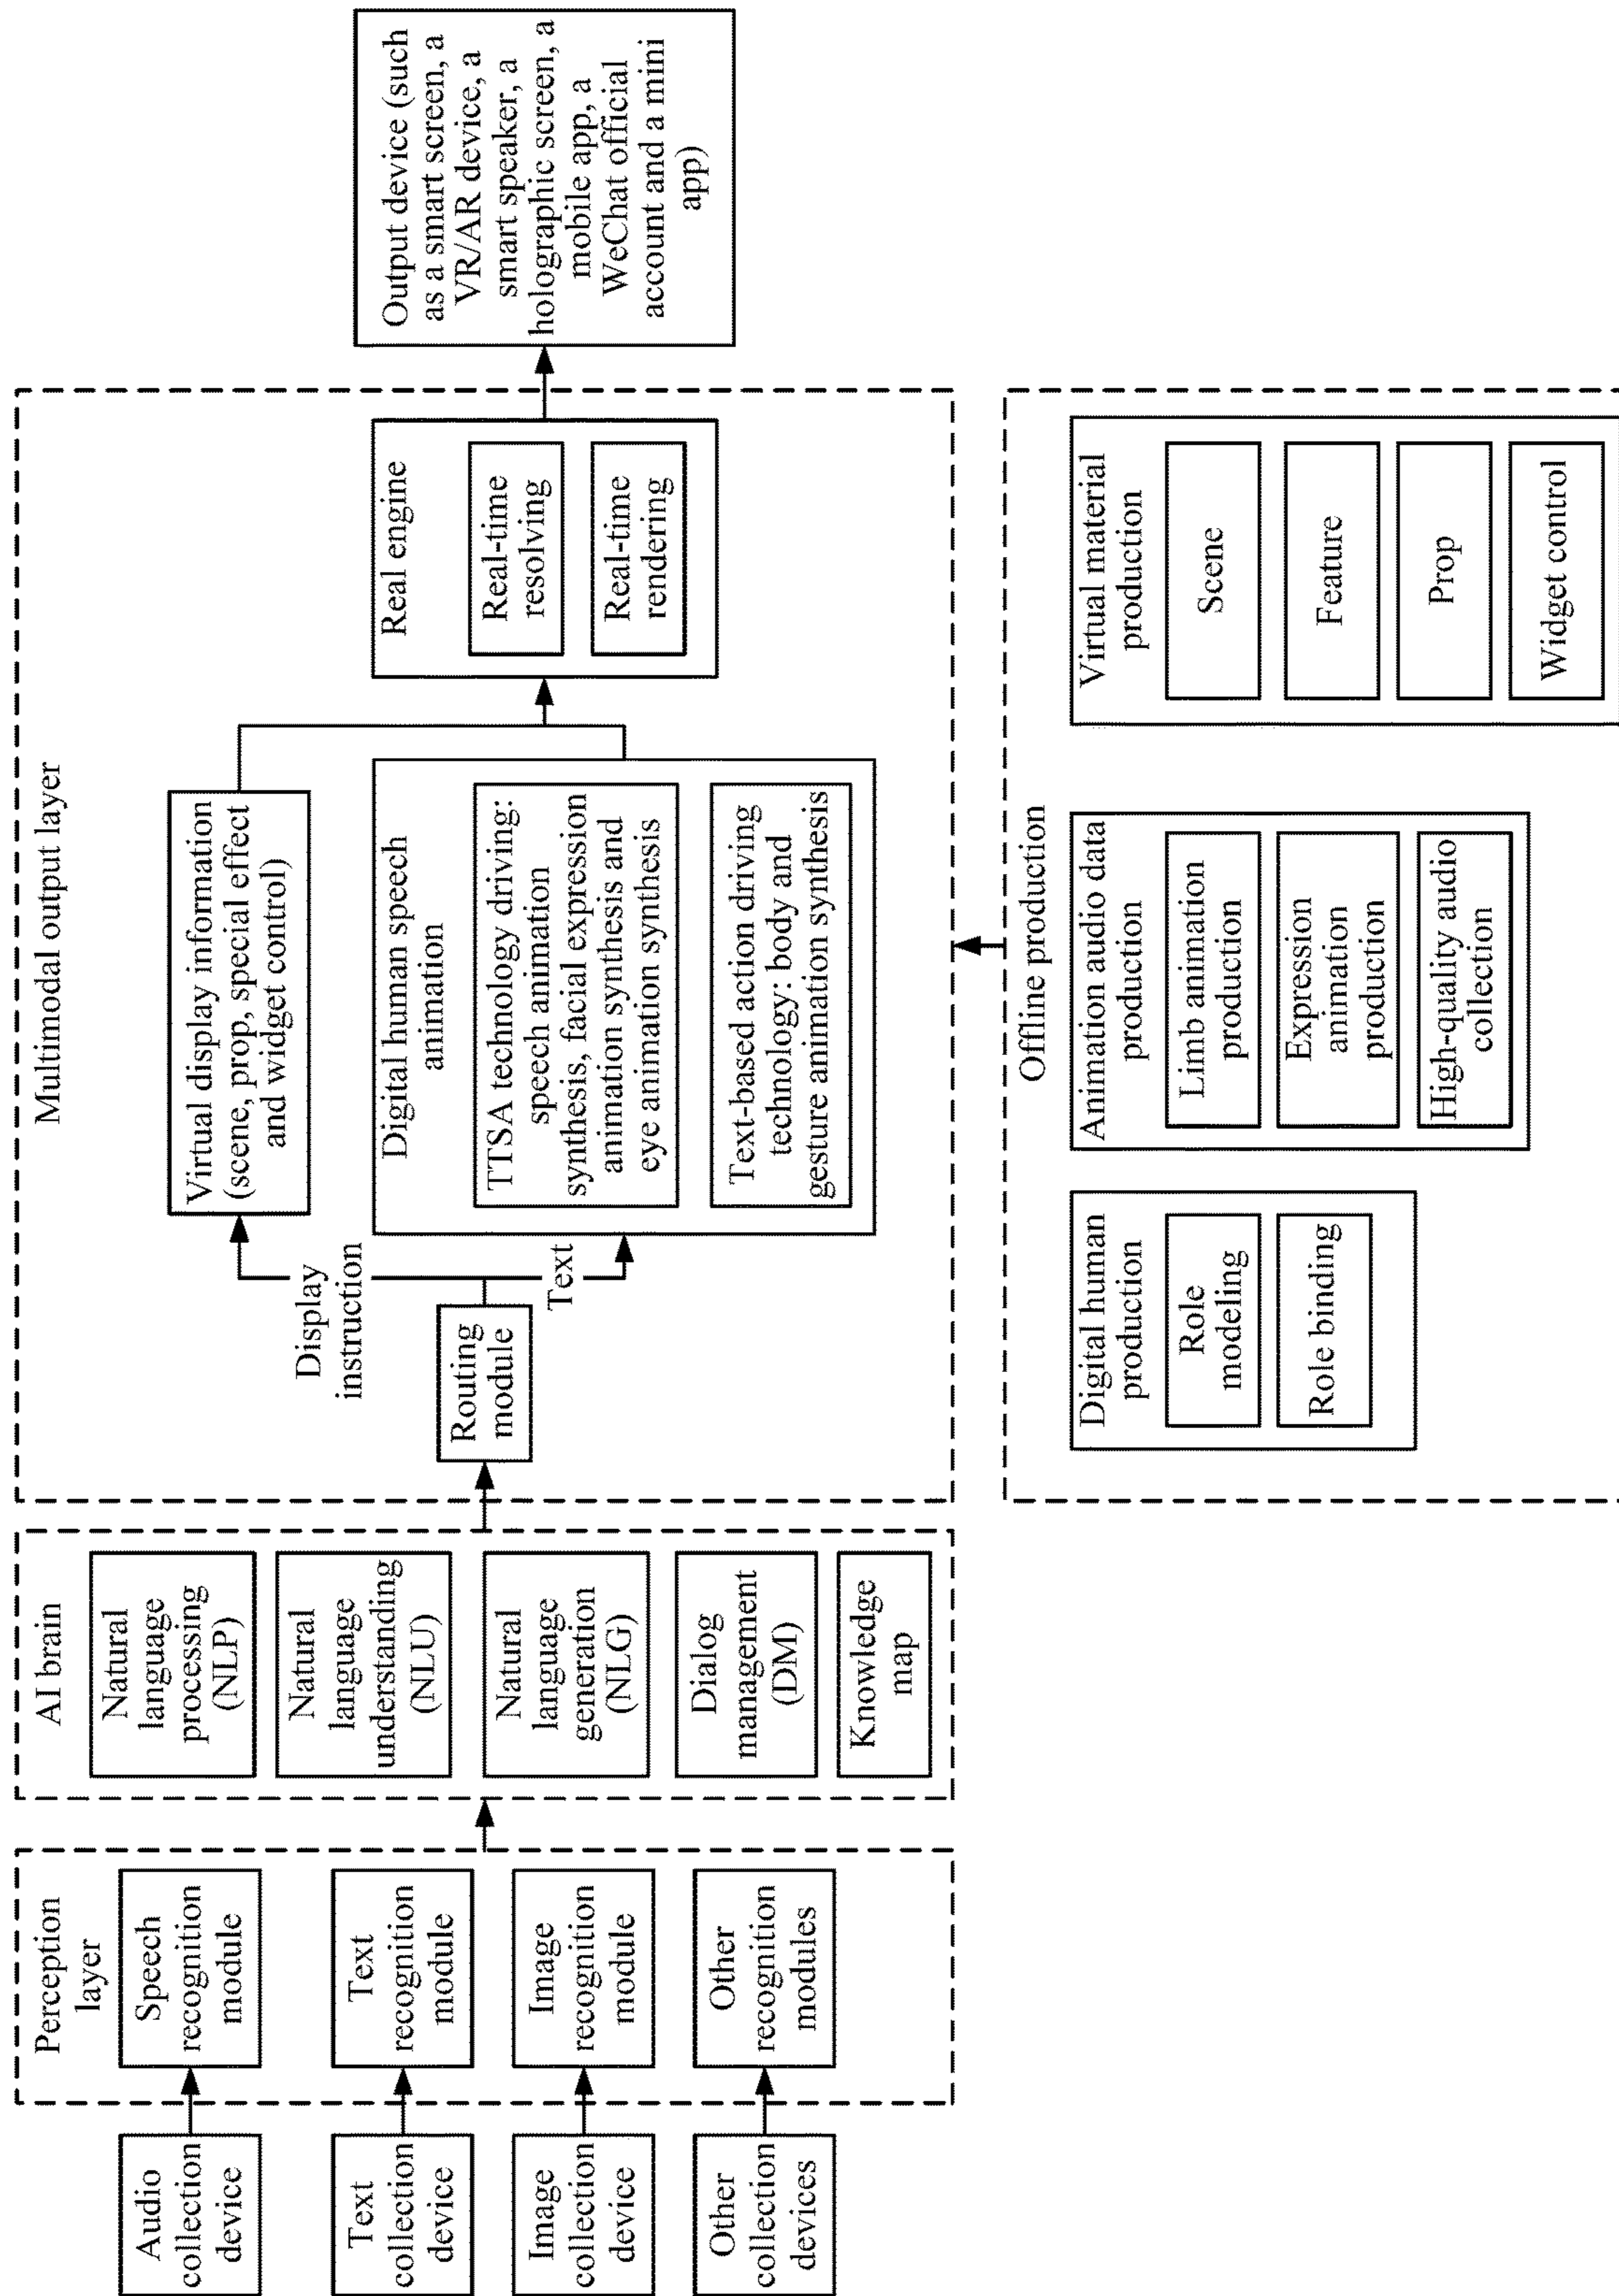 Audio
collection
device
Text
collection
device
Image
collection
device
Other
collection
devices
Perception
layer
Speech
recognition
module
Text
recognition
module
Image
recognition
module
Other
recognition
modules
AI brain
Natural
language
processing
(NLP)
Natural
language
understanding
(NLU)
Natural
language
generation
(NLG)
Dialog
management
(DM)
Knowledge
map
Multimodal output layer
Routing
module
Display
instruction
Text
Virtual display information
(scene, prop, special effect
and widget control)
Digital human speech
animation
TTSA technology driving:
speech animation
synthesis, facial expression
animation synthesis and
eye animation synthesis
Text-based action driving
technology: body and
gesture animation synthesis
Real engine
Real-time
resolving
Real-time
rendering
Output device (such
as a smart screen, a
VR/AR device, a
smart speaker, a
holographic screen, a
mobile app, a
WeChat official
account and a mini
app)
Offline production
Digital human
production
Role
modeling
Role binding
Animation audio data
production
Limb animation
production
Expression
animation
production
High-quality audio
collection
Virtual material
production
Scene
Feature
Prop
Widget control